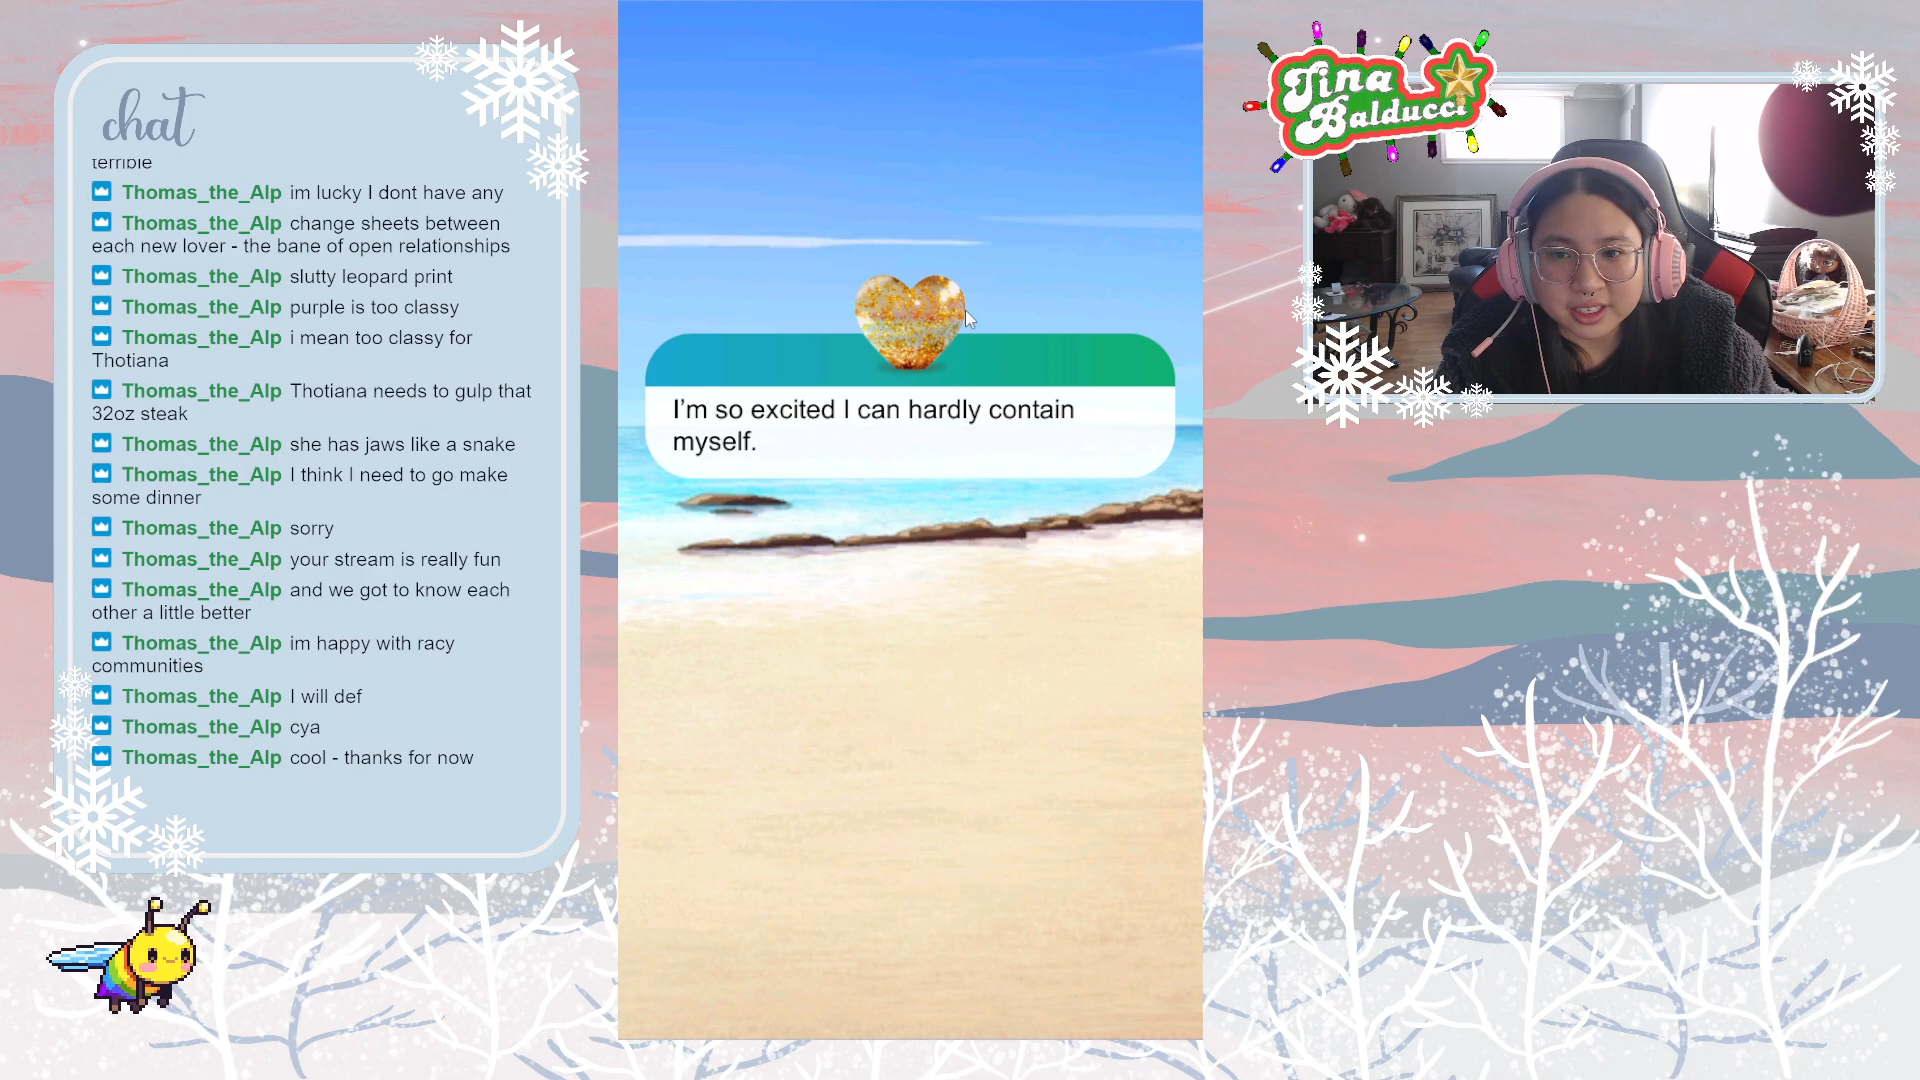 chat
terrible
Thomas_the_Alp im lucky I dont have any
Thomas_the_Alp change sheets between
each new lover - the bane of open relationships
Thomas_the_Alp slutty leopard print
Thomas_the_Alp purple is too classy
Thomas_the_Alp i mean too classy for
Thotiana
Thomas_the_Alp Thotiana needs to gulp that
32oz steak
Thomas_the_Alp she has jaws like a snake
Thomas_the_Alp I think I need to go make
some dinner
Thomas_the_Alp sorry
Thomas_the_Alp your stream is really fun
Thomas_the_Alp and we got to know each
other a little better
Thomas_the_Alp im happy with racy
communities
Thomas_the_Alp I will def
Thomas_the_Alp cya
Thomas_the_Alp cool - thanks for now
I'm so excited I can hardly contain
myself.
Tina
Balducci